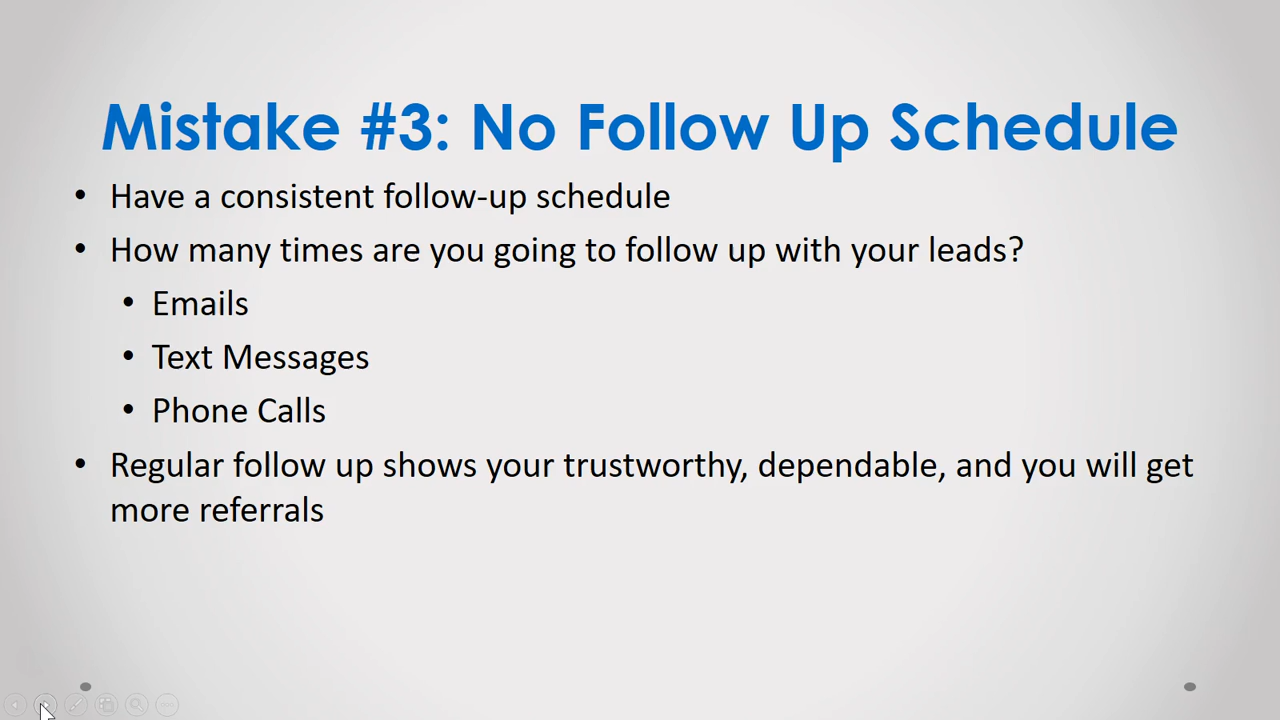 Mistake #3: No Follow Up Schedule
• Have a consistent follow-up schedule
• How many times are you going to follow up with your leads?
• Emails
• Text Messages
• Phone Calls
• Regular follow up shows your trustworthy, dependable, and you will get
more referrals